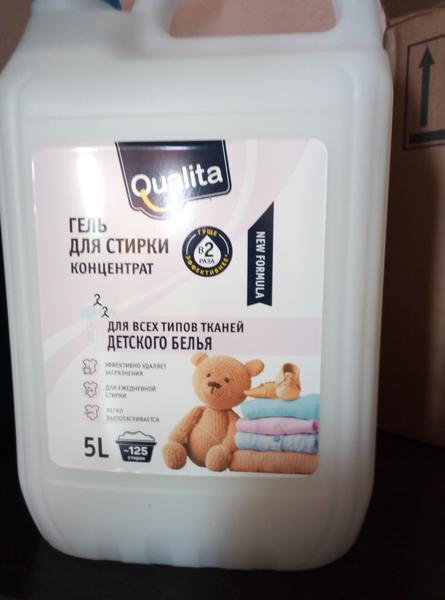 Qualita
ГЕЛЬ
ДЛЯ СТИРКИ
КОНЦЕНТРАТ
ГУЩЕ
В 2
РАЗА
ЭФФЕКТИВНЕЕ*
NEW FORMULA
ДЛЯ ВСЕХ ТИПОВ ТКАНЕЙ
ДЕТСКОГО БЕЛЬЯ
ЭФФЕКТИВНО УДАЛЯЕТ
ЗАГРЯЗНЕНИЯ
ДЛЯ ЕЖЕДНЕВНОЙ
СТИРКИ
ЛЕГКО
ВЫПОЛАСКИВАЕТСЯ
5L
~125
стирок